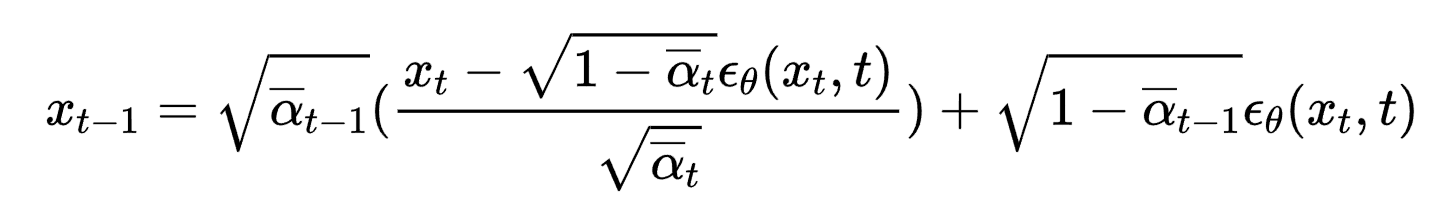 x_{t-1} = \sqrt{\overline{\alpha}_{t-1}}(\frac{x_t - \sqrt{1 - \overline{\alpha}_t}\epsilon_\theta(x_t, t)}{\sqrt{\overline{\alpha}_t}}) + \sqrt{1 - \overline{\alpha}_{t-1}}\epsilon_\theta(x_t, t)